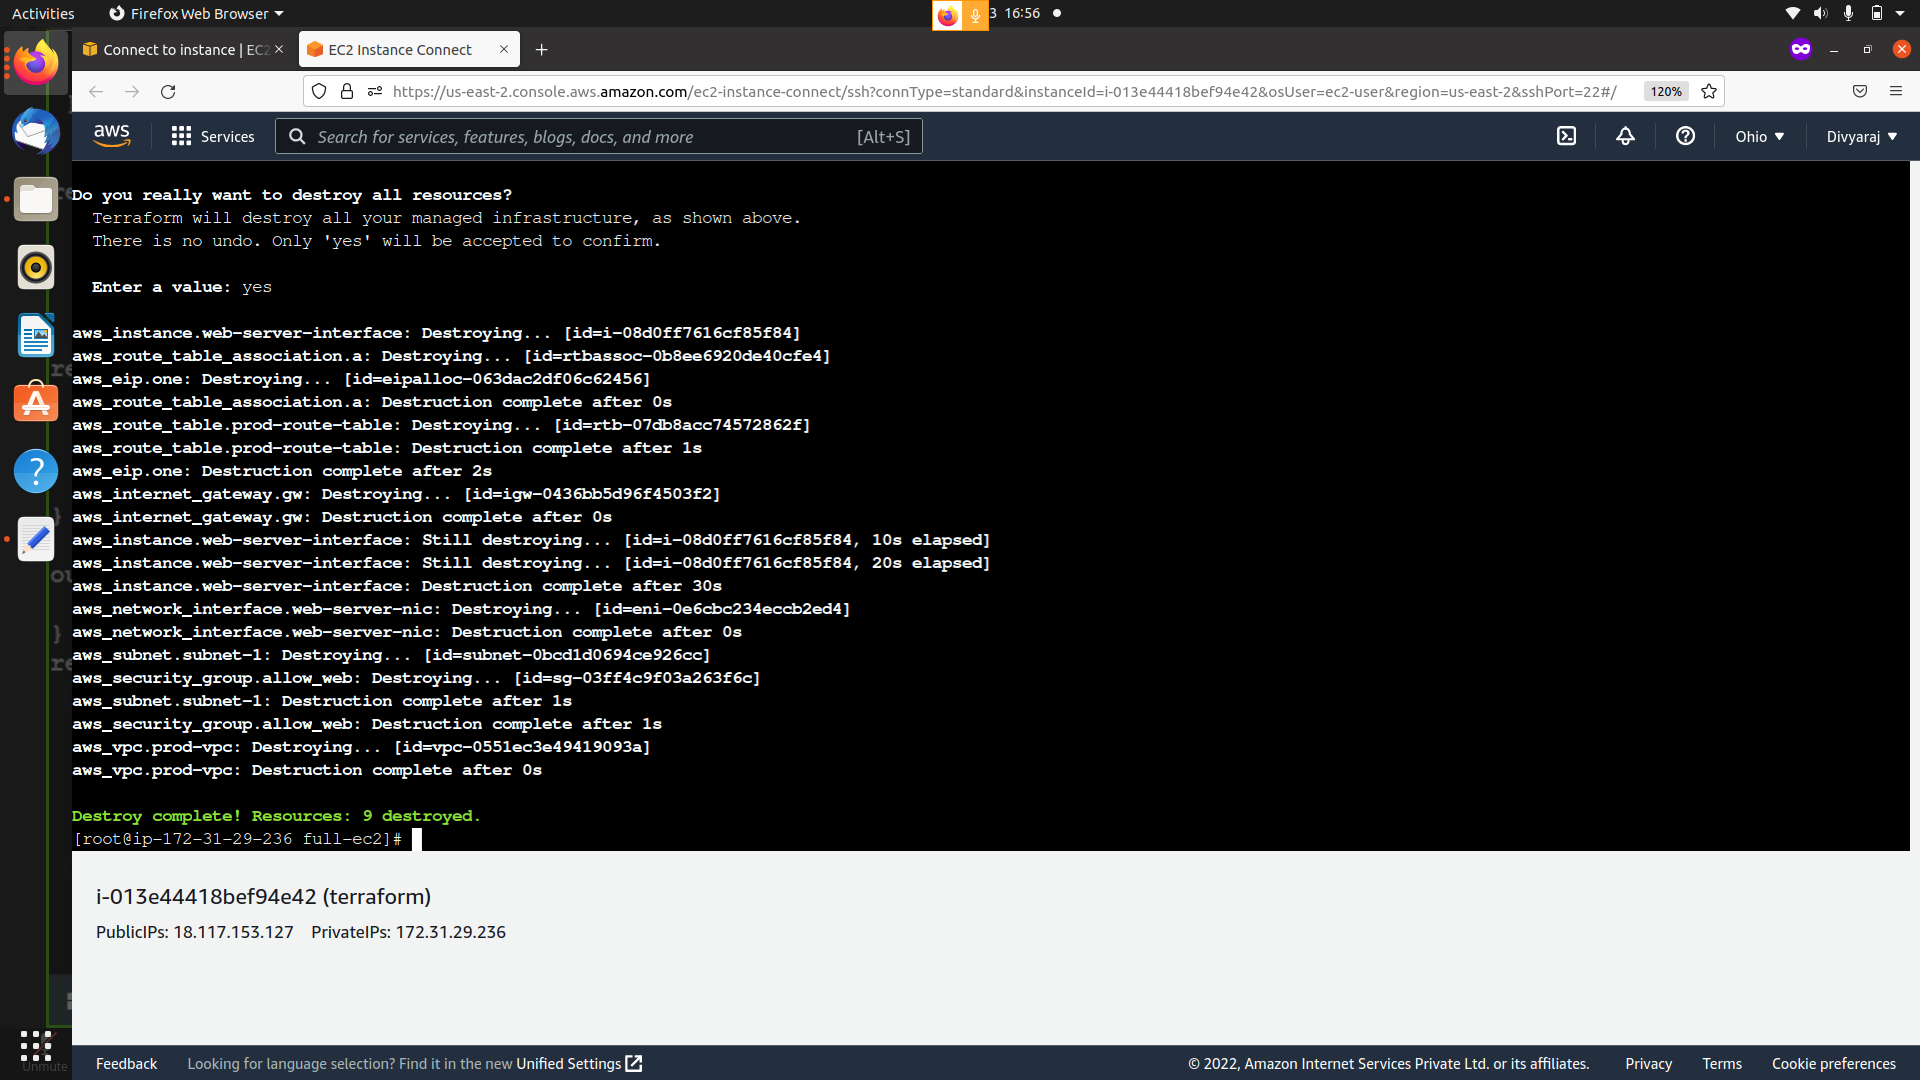 Activities
Firefox Web Browser
3 16:56
Connect to instance | EC2
EC2 Instance Connect
https://us-east-2.console.aws.amazon.com/ec2-instance-connect/ssh?connType=standard&instanceId=i-013e44418bef94e42&osUser=ec2-user&region=us-east-2&sshPort=22#/
120%
aws
Services
Search for services, features, blogs, docs, and more
[Alt+S]
Ohio
Divyaraj
Do you really want to destroy all resources?
Terraform will destroy all your managed infrastructure, as shown above.
There is no undo. Only 'yes' will be accepted to confirm.
Enter a value: yes
aws_instance.web-server-interface: Destroying... [id=i-08d0ff7616cf85f84]
aws_route_table_association.a: Destroying... [id=rtbassoc-0b8ee6920de40cfe4]
aws_eip.one: Destroying... [id=eipalloc-063dac2df06c62456]
aws_route_table_association.a: Destruction complete after 0s
aws_route_table.prod-route-table: Destroying... [id=rtb-07db8acc74572862f]
aws_route_table.prod-route-table: Destruction complete after 1s
aws_eip.one: Destruction complete after 2s
aws_internet_gateway.gw: Destroying... [id=igw-0436bb5d96f4503f2]
aws_internet_gateway.gw: Destruction complete after 0s
aws_instance.web-server-interface: Still destroying... [id=i-08d0ff7616cf85f84, 10s elapsed]
aws_instance.web-server-interface: Still destroying... [id=i-08d0ff7616cf85f84, 20s elapsed]
aws_instance.web-server-interface: Destruction complete after 30s
aws_network_interface.web-server-nic: Destroying... [id=eni-0e6cbc234eccb2ed4]
aws_network_interface.web-server-nic: Destruction complete after 0s
aws_subnet.subnet-1: Destroying... [id=subnet-0bcd1d0694ce926cc]
aws_security_group.allow_web: Destroying... [id=sg-03ff4c9f03a263f6c]
aws_subnet.subnet-1: Destruction complete after 1s
aws_security_group.allow_web: Destruction complete after 1s
aws_vpc.prod-vpc: Destroying... [id=vpc-0551ec3e49419093a]
aws_vpc.prod-vpc: Destruction complete after 0s
Destroy complete! Resources: 9 destroyed.
[root@ip-172-31-29-236 full-ec2]#
i-013e44418bef94e42 (terraform)
PublicIPs: 18.117.153.127 PrivateIPs: 172.31.29.236
Unmute
Feedback
Looking for language selection? Find it in the new Unified Settings
© 2022, Amazon Internet Services Private Ltd. or its affiliates.
Privacy
Terms
Cookie preferences